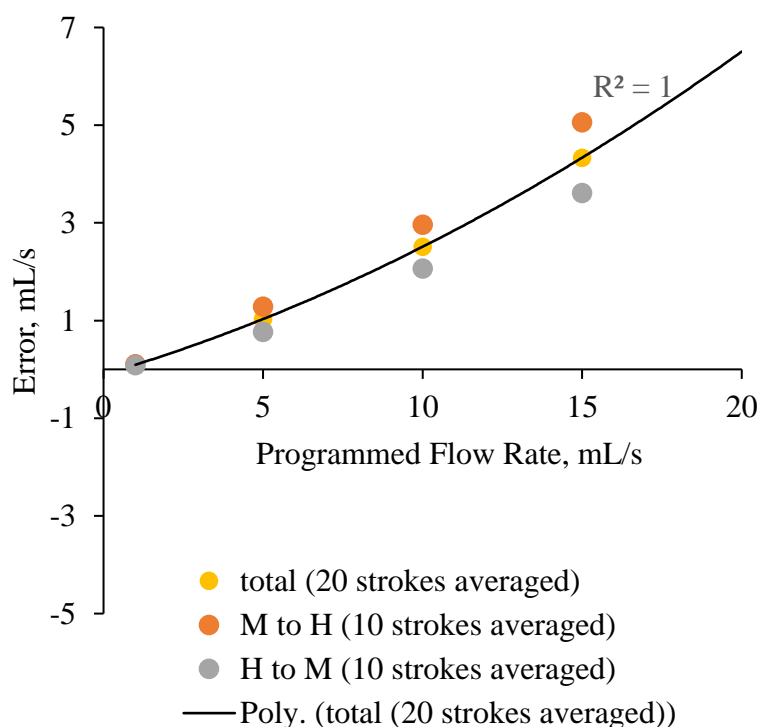 7
R² = 1
5
3
Error, mL/s
1
0 5 10 15 20
-1
Programmed Flow Rate, mL/s
-3
total (20 strokes averaged)
-5
M to H (10 strokes averaged)
H to M (10 strokes averaged)
Poly. (total (20 strokes averaged))